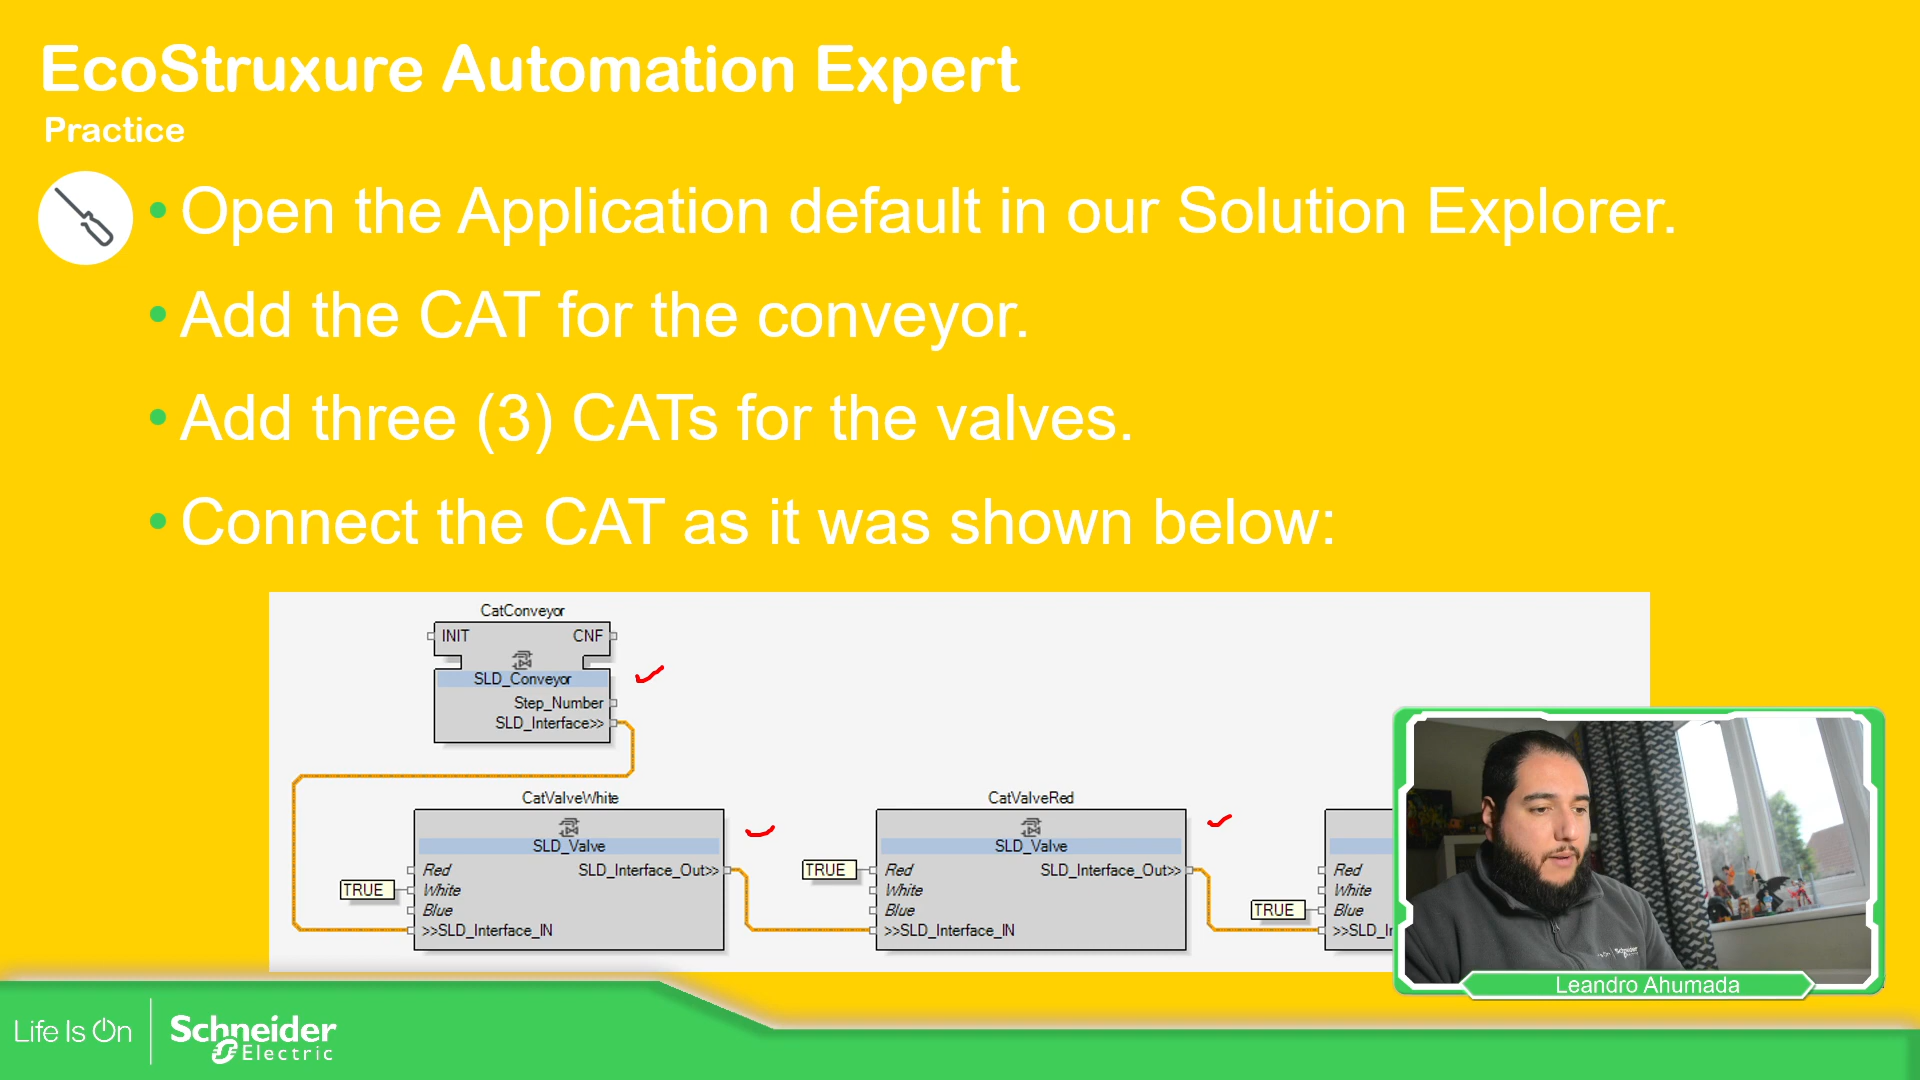 EcoStruxure Automation Expert
Practice
• Open the Application default in our Solution Explorer.
• Add the CAT for the conveyor.
• Add three (3) CATs for the valves.
• Connect the CAT as it was shown below:
CatConveyor
INIT CNF
SLD_Conveyor
Step_Number
SLD_Interface>>
CatValveWhite
SLD_Valve
Red SLD_Interface_Out>>
TRUE White
Blue
>>SLD_Interface_IN
CatValveRed
SLD_Valve
TRUE Red SLD_Interface_Out>>
White
Blue
>>SLD_Interface_IN
Red
White
TRUE Blue
Leandro Ahumada
Life Is On
Schneider
Electric